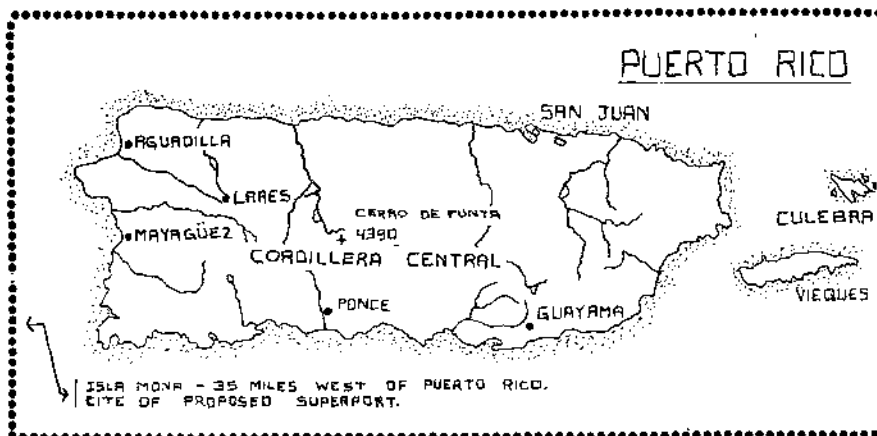 PUERTO RICO
SAN JUAN
AGUADILLA
LARES
CERRO DE PUNTA
4390
CULEBRA
MAYAGÜEZ
CORDILLERA CENTRAL
VIEQUES
PONCE
GUAYAMA
ISLA MONA - 35 MILES WEST OF PUERTO RICO.
CITE OF PROPOSED SUPERPORT.